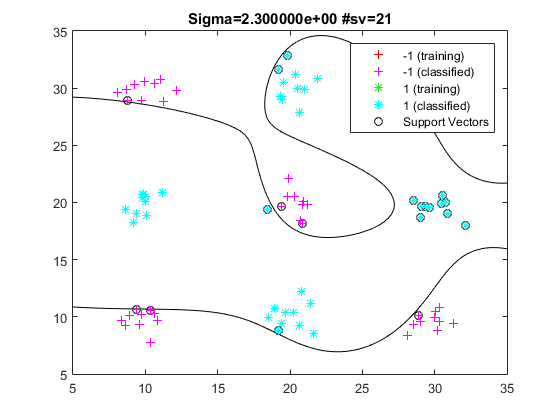 Sigma=2.300000e+00 #sv=21
35
30
25
20
15
10
5
5
10
15
20
25
30
35
-1 (training)
-1 (classified)
1 (training)
1 (classified)
Support Vectors